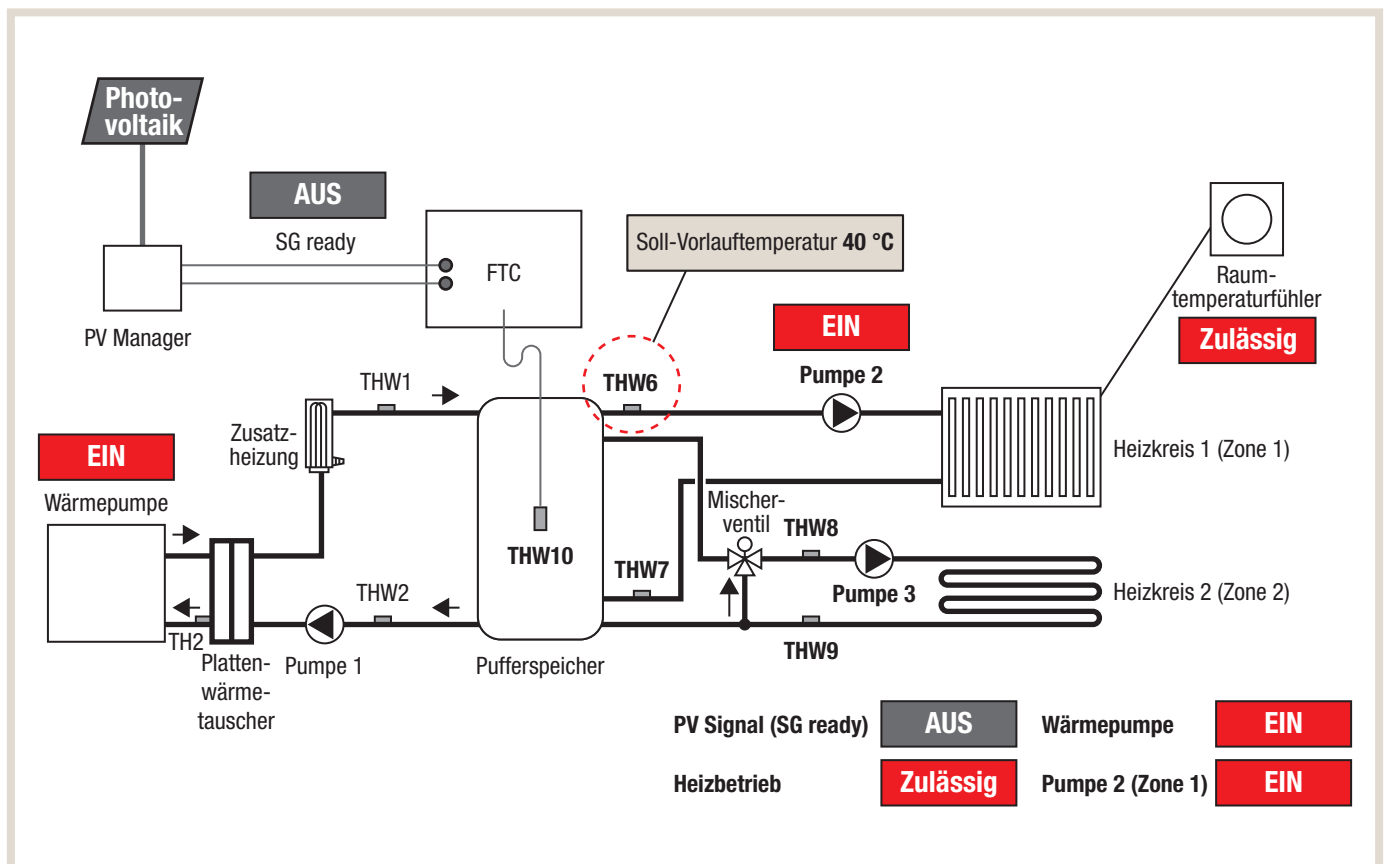 Photo-
voltaik
AUS
SG ready
FTC
PV Manager
Soll-Vorlauftemperatur 40 °C
EIN
Pumpe 2
Raum-
temperaturfühler
Zulässig
THW1
THW6
Zusatz-
heizung
EIN
Wärmepumpe
Heizkreis 1 (Zone 1)
Mischer-
ventil
THW8
THW10
THW7
THW2
Pumpe 3
Heizkreis 2 (Zone 2)
TH2
Platten-
wärme-
tauscher
Pumpe 1
Pufferspeicher
THW9
PV Signal (SG ready) AUS Wärmepumpe EIN
Heizbetrieb Zulässig Pumpe 2 (Zone 1) EIN